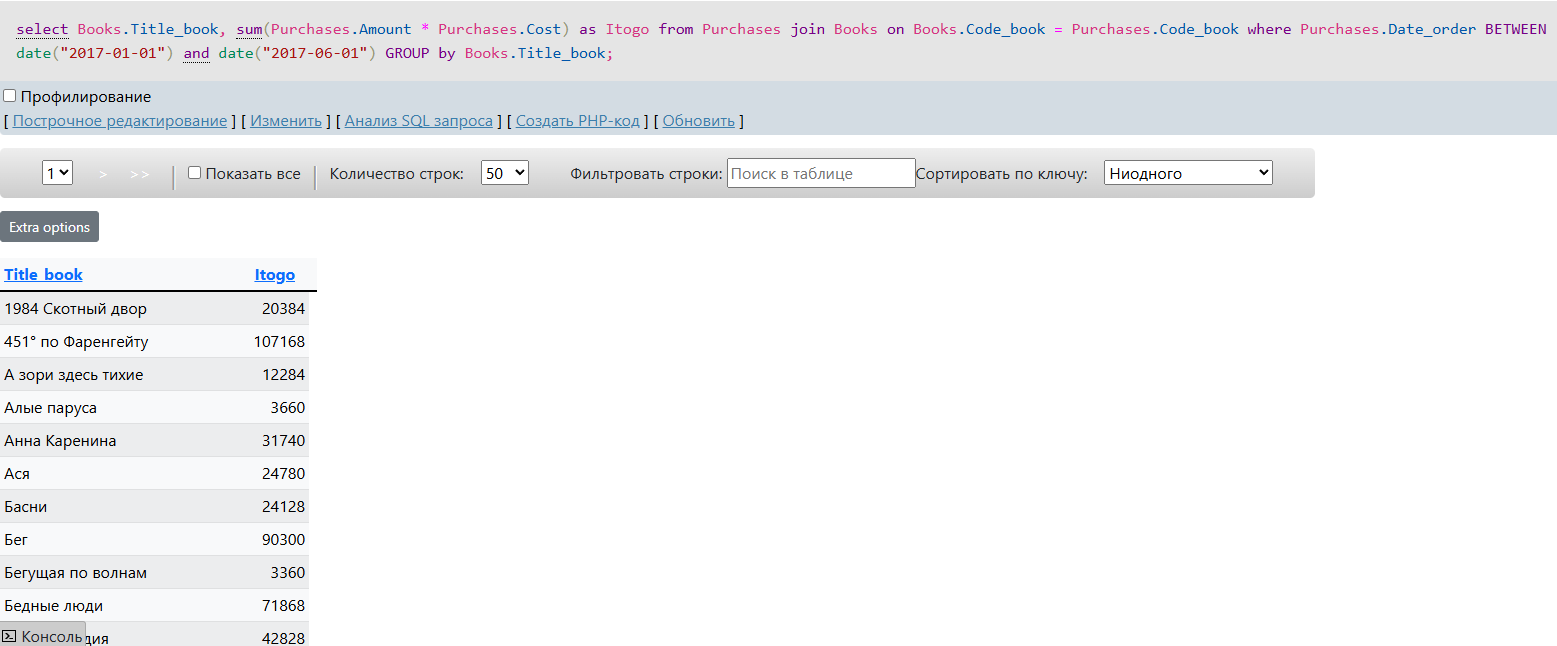 select Books.Title_book, sum(Purchases.Amount * Purchases.Cost) as Itogo from Purchases join Books on Books.Code_book = Purchases.Code_book where Purchases.Date_order BETWEEN
date("2017-01-01") and date("2017-06-01") GROUP by Books.Title_book;
Профилирование
[ Построчное редактирование ] [ Изменить ] [ Анализ SQL запроса ] [ Создать PHP-код ] [ Обновить ]
1 > >> | Показать все | Количество строк: 50 Фильтровать строки: Поиск в таблице Сортировать по ключу: Ниодного
Extra options
Title_book Itogo
1984 Скотный двор 20384
451° по Фаренгейту 107168
А зори здесь тихие 12284
Алые паруса 3660
Анна Каренина 31740
Ася 24780
Басни 24128
Бег 90300
Бегущая по волнам 3360
Бедные люди 71868
Консоль дия 42828